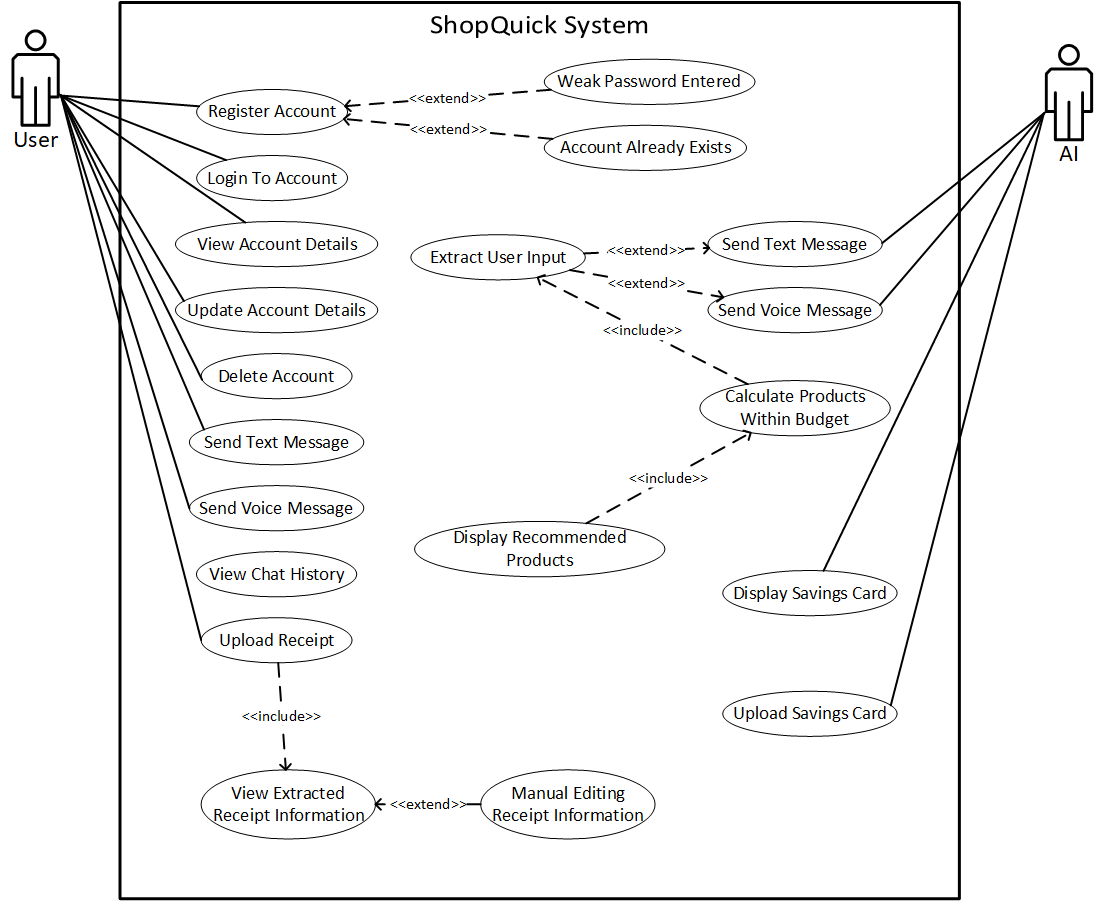 ShopQuick System
User
AI
Register Account
<<extend>>
Weak Password Entered
<<extend>>
Account Already Exists
Login To Account
View Account Details
Update Account Details
Delete Account
Send Text Message
Send Voice Message
View Chat History
Upload Receipt
<<include>>
View Extracted
Receipt Information
<<extend>>
Manual Editing
Receipt Information
Extract User Input
<<extend>>
Send Text Message
<<extend>>
Send Voice Message
<<include>>
Calculate Products
Within Budget
<<include>>
Display Recommended
Products
Display Savings Card
Upload Savings Card